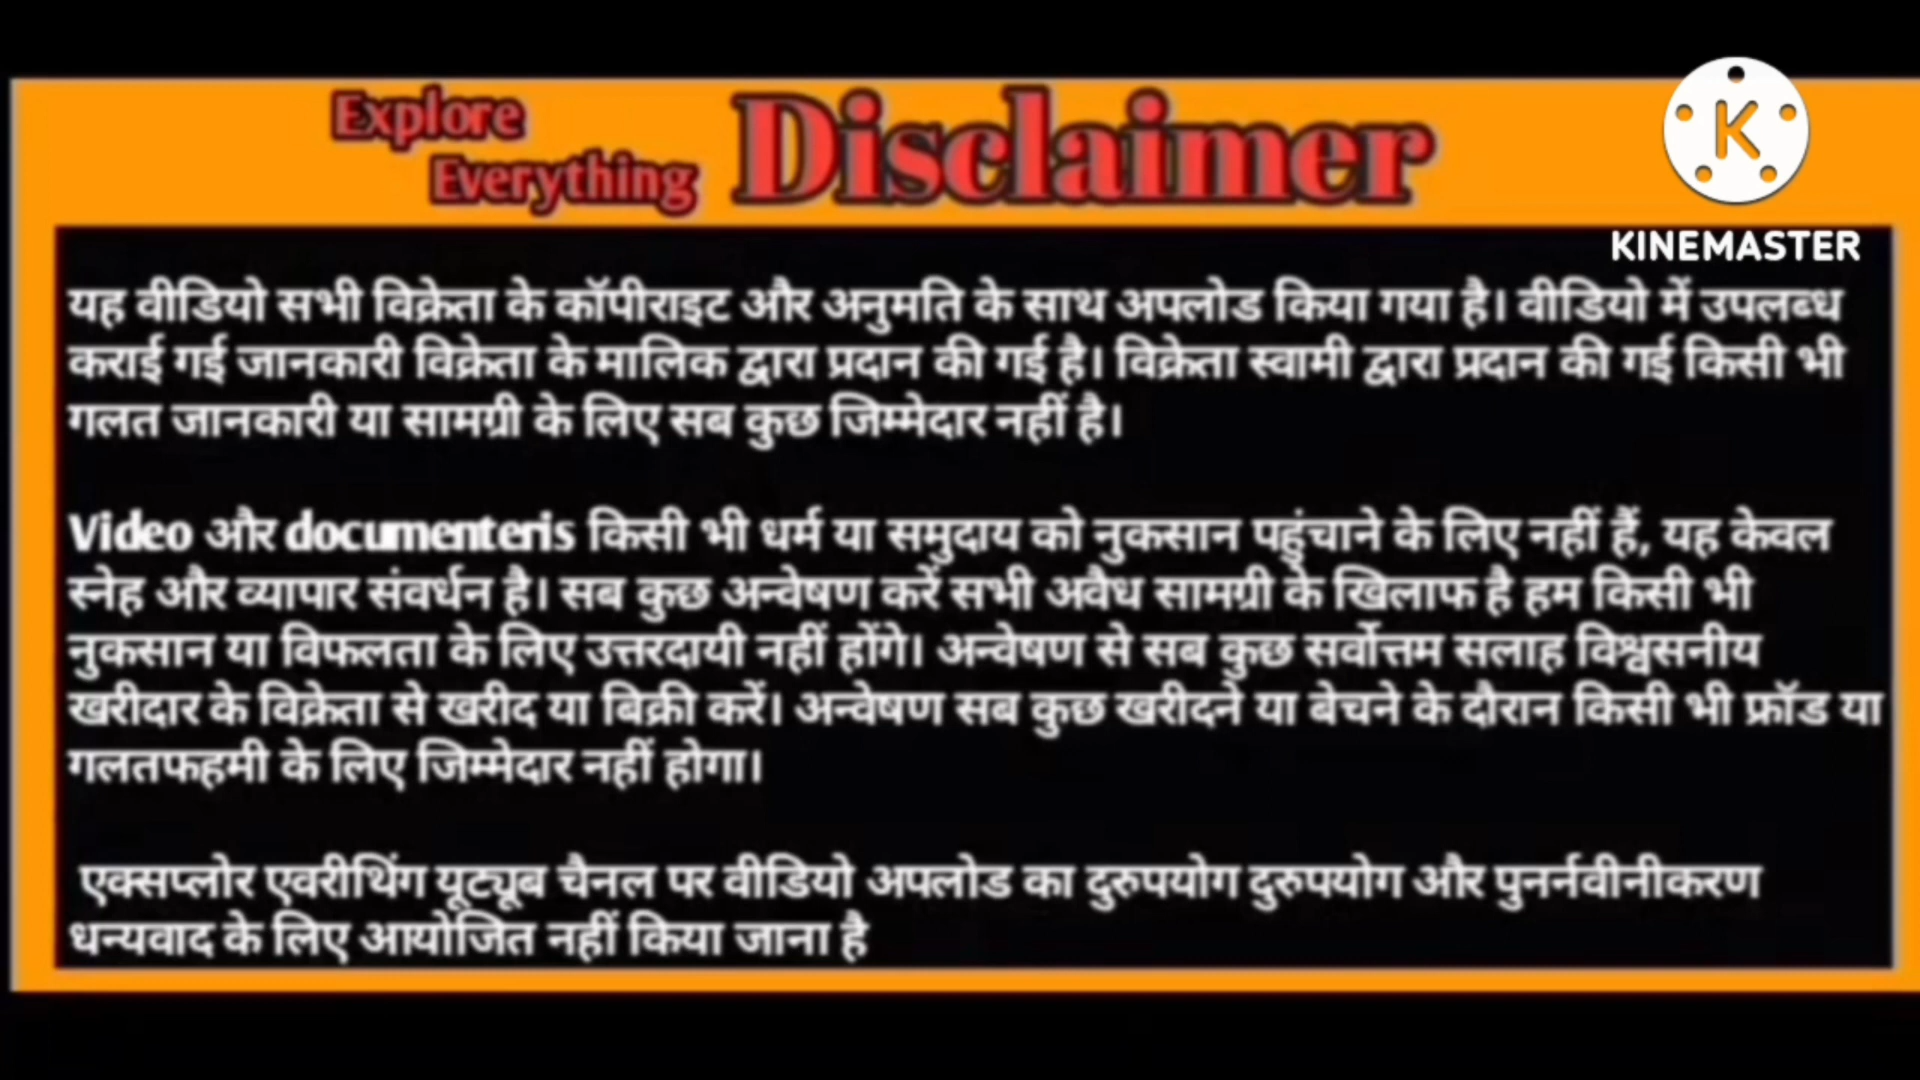 Explore
Everything
Disclaimer
K
KINEMASTER
यह वीडियो सभी विक्रेता के कॉपीराइट और अनुमति के साथ अपलोड किया गया है। वीडियो में उपलब्ध
कराई गई जानकारी विक्रेता के मालिक द्वारा प्रदान की गई है। विक्रेता स्वामी द्वारा प्रदान की गई किसी भी
गलत जानकारी या सामग्री के लिए सब कुछ जिम्मेदार नहीं है।
Video और documenteris किसी भी धर्म या समुदाय को नुकसान पहुंचाने के लिए नहीं हैं, यह केवल
स्नेह और व्यापार संवर्धन है। सब कुछ अन्वेषण करें सभी अवैध सामग्री के खिलाफ है हम किसी भी
नुकसान या विफलता के लिए उत्तरदायी नहीं होंगे। अन्वेषण से सब कुछ सर्वोत्तम सलाह विश्वसनीय
खरीदार के विक्रेता से खरीद या बिक्री करें। अन्वेषण सब कुछ खरीदने या बेचने के दौरान किसी भी फ्रॉड या
गलतफहमी के लिए जिम्मेदार नहीं होगा।
एक्सप्लोर एवरीथिंग यूट्यूब चैनल पर वीडियो अपलोड का दुरुपयोग दुरुपयोग और पुनर्नवीनीकरण
धन्यवाद के लिए आयोजित नहीं किया जाना है